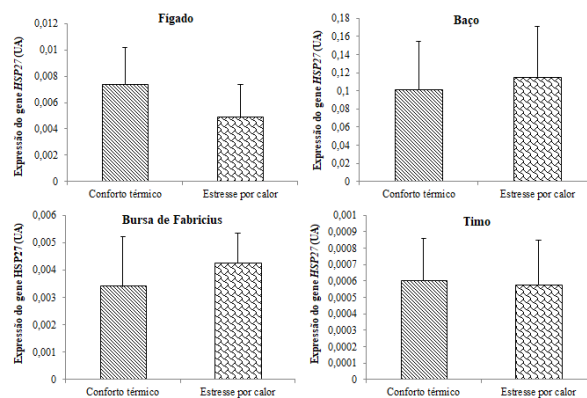 Fígado
Expressão do gene HSP27 (UA)
0,012
0,01
0,008
0,006
0,004
0,002
0
Conforto térmico
Estresse por calor
Baço
Expressão do gene HSP27 (UA)
0,18
0,16
0,14
0,12
0,1
0,08
0,06
0,04
0,02
0
Conforto térmico
Estresse por calor
Bursa de Fabricius
Expressão do gene HSP27 (UA)
0,006
0,005
0,004
0,003
0,002
0,001
0
Conforto térmico
Estresse por calor
Timo
Expressão do gene HSP27 (UA)
0,001
0,0009
0,0008
0,0007
0,0006
0,0005
0,0004
0,0003
0,0002
0,0001
0
Conforto térmico
Estresse por calor